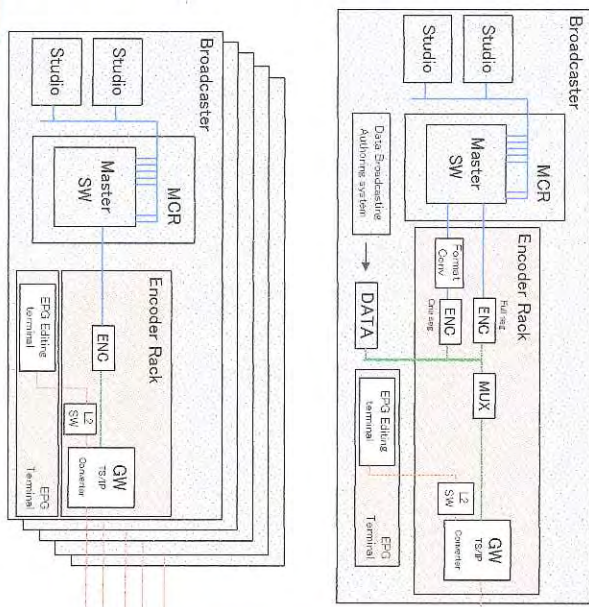 Broadcaster
Studio
Studio
MCR
Master
SW
Encoder Rack
ENC
L2
SW
GW
TS/IP
Converter
EPG Editing
terminal
EPG
Terminal
Broadcaster
Studio
Studio
MCR
Master
SW
Data Broadcasting
Authoring system
Encoder Rack
Format
Conv
ENC
Full seg
ENC
One seg
DATA
MUX
L2
SW
GW
TS/IP
Converter
EPG Editing
terminal
EPG
Terminal